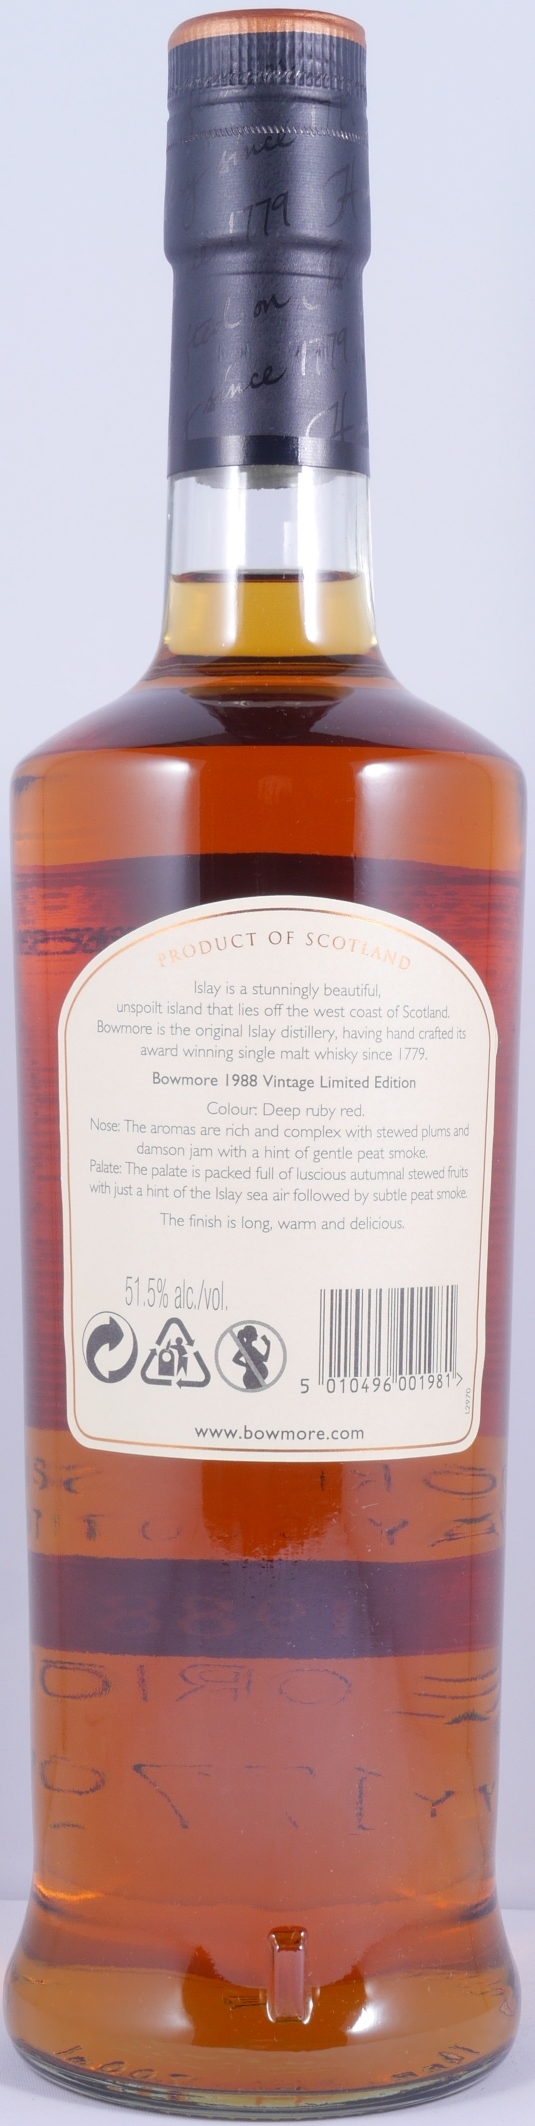 since
1779
on
1779
since
PRODUCT OF SCOTLAND
Islay is a stunningly beautiful,
unspoilt island that lies off the west coast of Scotland.
Bowmore is the original Islay distillery, having hand crafted its
award winning single malt whisky since 1779.
Bowmore 1988 Vintage Limited Edition
Colour: Deep ruby red.
Nose: The aromas are rich and complex with stewed plums and
damson jam with a hint of gentle peat smoke.
Palate: The palate is packed full of luscious autumnal stewed fruits
with just a hint of the Islay sea air followed by subtle peat smoke.
The finish is long, warm and delicious.
51.5% alc./vol.
5 010496 001981 >
L2970
www.bowmore.com